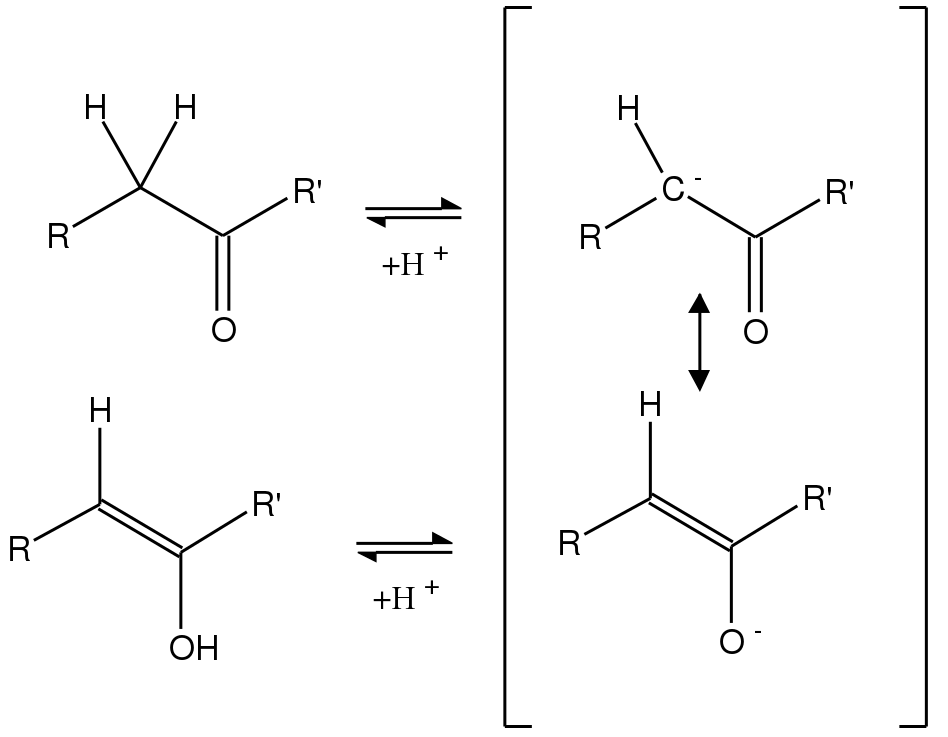 H H H
R R' R C - R'
+H +
O O
H H
R R' R R'
+H +
OH O -